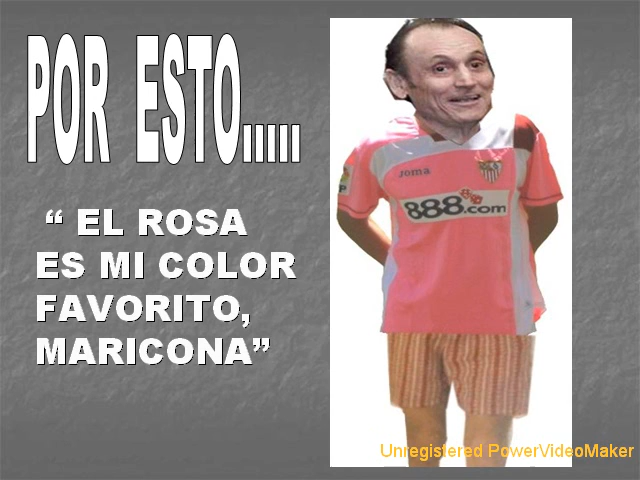 POR ESTO.....
“ EL ROSA
ES MI COLOR
FAVORITO,
MARICONA”
Joma
888.com
Unregistered PowerVideoMaker